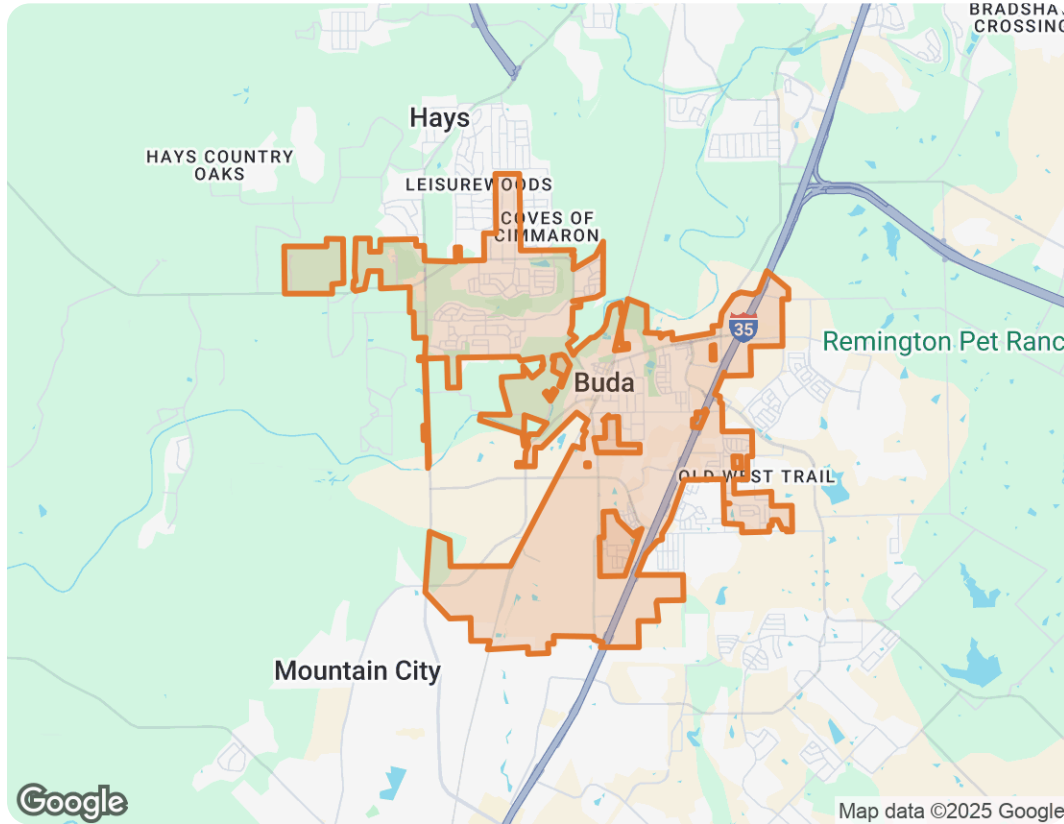 BRADSHA
CROSSING
Hays
HAYS COUNTRY
OAKS
LEISUREWOODS
COVES OF
CIMMARON
35
Remington Pet Ranc
Buda
OLD WEST TRAIL
Mountain City
Google
Map data ©2025 Google